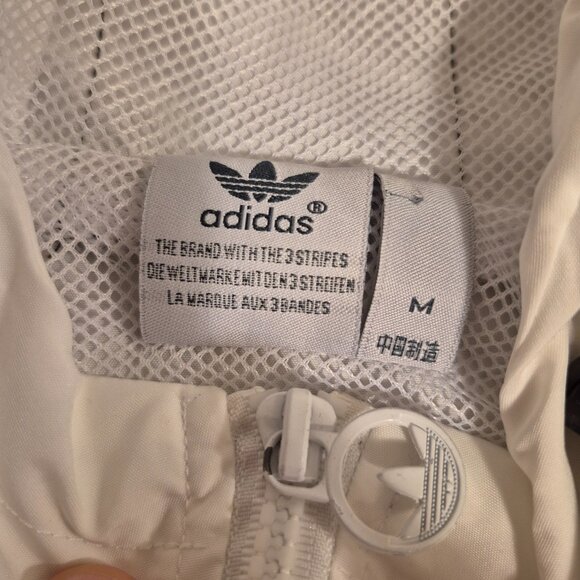 adidas®
THE BRAND WITH THE 3 STRIPES
DIE WELTMARKE MIT DEN 3 STREIFEN
LA MARQUE AUX 3 BANDES
M
中国制造